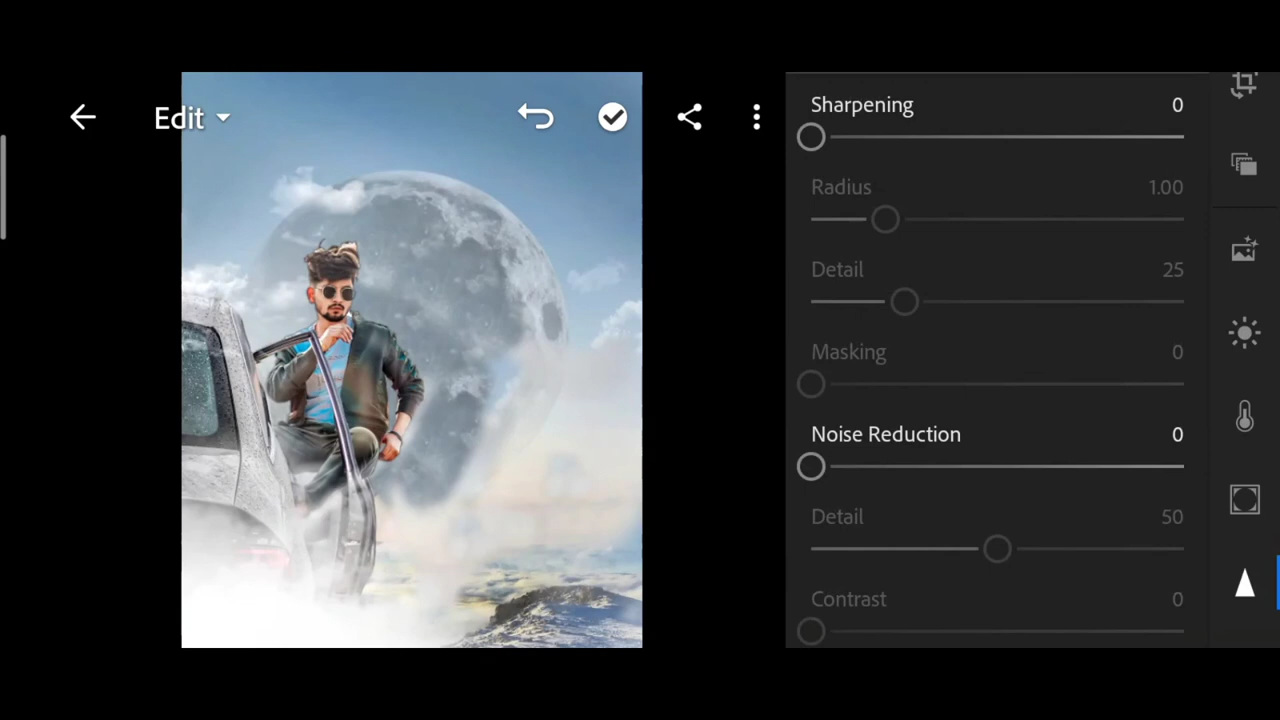 Edit
Sharpening 0
Radius 1.00
Detail 25
Masking 0
Noise Reduction 0
Detail 50
Contrast 0